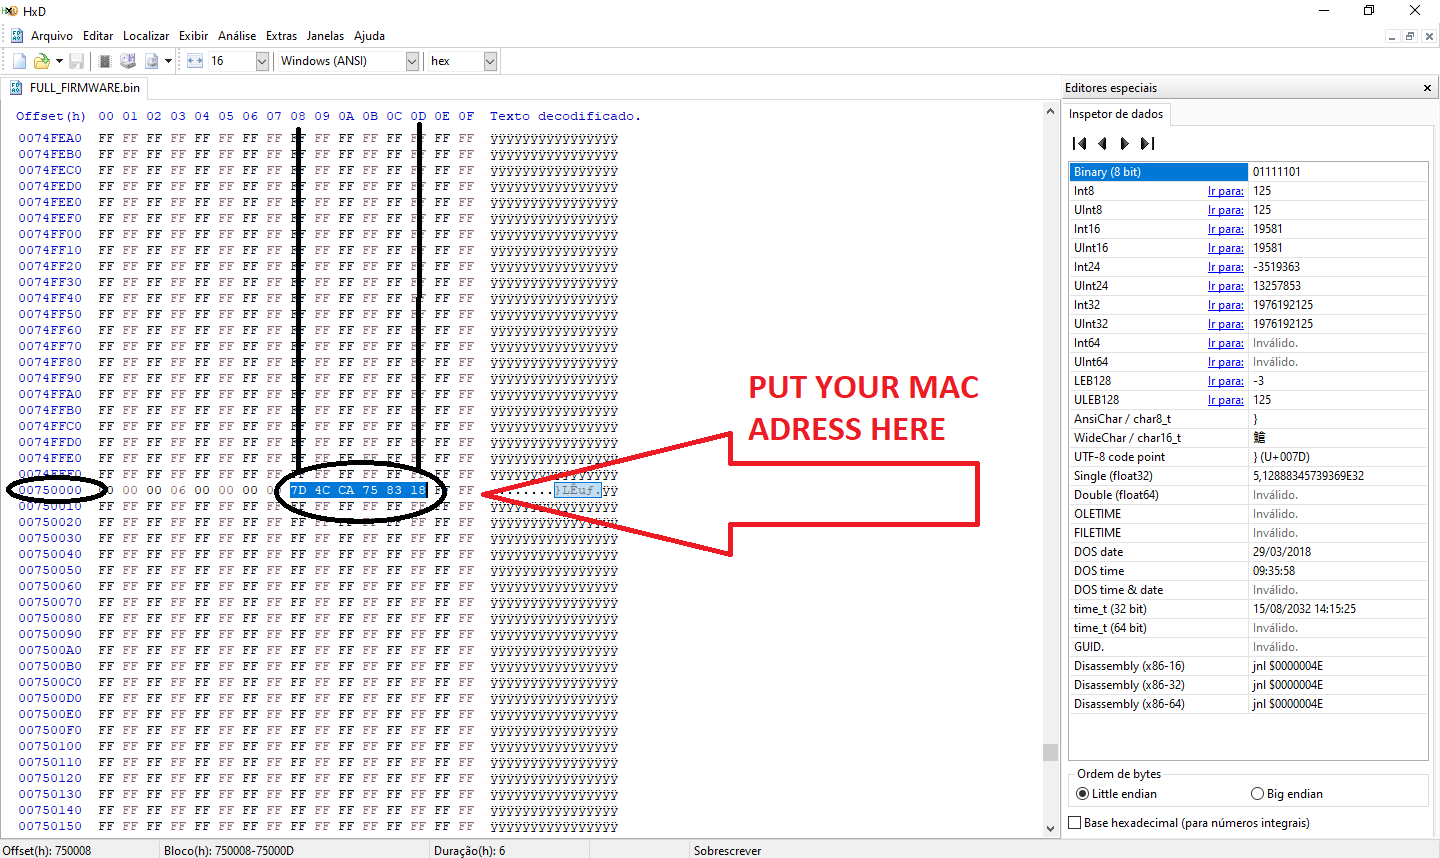 HxD
Arquivo Editar Localizar Exibir Análise Extras Janelas Ajuda
16 Windows (ANSI) hex
FULL_FIRMWARE.bin
Offset(h) 00 01 02 03 04 05 06 07 08 09 0A 0B 0C 0D 0E 0F Texto decodificado.
0074FEA0 FF FF FF FF FF FF FF FF FF FF FF FF FF FF FF FF ÿÿÿÿÿÿÿÿÿÿÿÿÿÿÿÿ
0074FEB0 FF FF FF FF FF FF FF FF FF FF FF FF FF FF FF FF ÿÿÿÿÿÿÿÿÿÿÿÿÿÿÿÿ
0074FEC0 FF FF FF FF FF FF FF FF FF FF FF FF FF FF FF FF ÿÿÿÿÿÿÿÿÿÿÿÿÿÿÿÿ
0074FED0 FF FF FF FF FF FF FF FF FF FF FF FF FF FF FF FF ÿÿÿÿÿÿÿÿÿÿÿÿÿÿÿÿ
0074FEE0 FF FF FF FF FF FF FF FF FF FF FF FF FF FF FF FF ÿÿÿÿÿÿÿÿÿÿÿÿÿÿÿÿ
0074FEF0 FF FF FF FF FF FF FF FF FF FF FF FF FF FF FF FF ÿÿÿÿÿÿÿÿÿÿÿÿÿÿÿÿ
0074FF00 FF FF FF FF FF FF FF FF FF FF FF FF FF FF FF FF ÿÿÿÿÿÿÿÿÿÿÿÿÿÿÿÿ
0074FF10 FF FF FF FF FF FF FF FF FF FF FF FF FF FF FF FF ÿÿÿÿÿÿÿÿÿÿÿÿÿÿÿÿ
0074FF20 FF FF FF FF FF FF FF FF FF FF FF FF FF FF FF FF ÿÿÿÿÿÿÿÿÿÿÿÿÿÿÿÿ
0074FF30 FF FF FF FF FF FF FF FF FF FF FF FF FF FF FF FF ÿÿÿÿÿÿÿÿÿÿÿÿÿÿÿÿ
0074FF40 FF FF FF FF FF FF FF FF FF FF FF FF FF FF FF FF ÿÿÿÿÿÿÿÿÿÿÿÿÿÿÿÿ
0074FF50 FF FF FF FF FF FF FF FF FF FF FF FF FF FF FF FF ÿÿÿÿÿÿÿÿÿÿÿÿÿÿÿÿ
0074FF60 FF FF FF FF FF FF FF FF FF FF FF FF FF FF FF FF ÿÿÿÿÿÿÿÿÿÿÿÿÿÿÿÿ
0074FF70 FF FF FF FF FF FF FF FF FF FF FF FF FF FF FF FF ÿÿÿÿÿÿÿÿÿÿÿÿÿÿÿÿ
0074FF80 FF FF FF FF FF FF FF FF FF FF FF FF FF FF FF FF ÿÿÿÿÿÿÿÿÿÿÿÿÿÿÿÿ
0074FF90 FF FF FF FF FF FF FF FF FF FF FF FF FF FF FF FF ÿÿÿÿÿÿÿÿÿÿÿÿÿÿÿÿ
0074FFA0 FF FF FF FF FF FF FF FF FF FF FF FF FF FF FF FF ÿÿÿÿÿÿÿÿÿÿÿÿÿÿÿÿ
0074FFB0 FF FF FF FF FF FF FF FF FF FF FF FF FF FF FF FF ÿÿÿÿÿÿÿÿÿÿÿÿÿÿÿÿ
0074FFC0 FF FF FF FF FF FF FF FF FF FF FF FF FF FF FF FF ÿÿÿÿÿÿÿÿÿÿÿÿÿÿÿÿ
0074FFD0 FF FF FF FF FF FF FF FF FF FF FF FF FF FF FF FF ÿÿÿÿÿÿÿÿÿÿÿÿÿÿÿÿ
0074FFE0 FF FF FF FF FF FF FF FF FF FF FF FF FF FF FF FF ÿÿÿÿÿÿÿÿÿÿÿÿÿÿÿÿ
0074FFF0 FF FF FF FF FF FF FF FF FF FF FF FF FF FF FF FF ÿÿÿÿÿÿÿÿÿÿÿÿÿÿÿÿ
00750000 0 00 00 06 00 00 00 0 7D 4C CA 75 83 18 FF FF ........}LÊuƒ.ÿÿ
00750010 FF FF FF FF FF FF FF FF FF FF FF FF FF FF FF FF ÿÿÿÿÿÿÿÿÿÿÿÿÿÿÿÿ
00750020 FF FF FF FF FF FF FF FF FF FF FF FF FF FF FF FF ÿÿÿÿÿÿÿÿÿÿÿÿÿÿÿÿ
00750030 FF FF FF FF FF FF FF FF FF FF FF FF FF FF FF FF ÿÿÿÿÿÿÿÿÿÿÿÿÿÿÿÿ
00750040 FF FF FF FF FF FF FF FF FF FF FF FF FF FF FF FF ÿÿÿÿÿÿÿÿÿÿÿÿÿÿÿÿ
00750050 FF FF FF FF FF FF FF FF FF FF FF FF FF FF FF FF ÿÿÿÿÿÿÿÿÿÿÿÿÿÿÿÿ
00750060 FF FF FF FF FF FF FF FF FF FF FF FF FF FF FF FF ÿÿÿÿÿÿÿÿÿÿÿÿÿÿÿÿ
00750070 FF FF FF FF FF FF FF FF FF FF FF FF FF FF FF FF ÿÿÿÿÿÿÿÿÿÿÿÿÿÿÿÿ
00750080 FF FF FF FF FF FF FF FF FF FF FF FF FF FF FF FF ÿÿÿÿÿÿÿÿÿÿÿÿÿÿÿÿ
00750090 FF FF FF FF FF FF FF FF FF FF FF FF FF FF FF FF ÿÿÿÿÿÿÿÿÿÿÿÿÿÿÿÿ
007500A0 FF FF FF FF FF FF FF FF FF FF FF FF FF FF FF FF ÿÿÿÿÿÿÿÿÿÿÿÿÿÿÿÿ
007500B0 FF FF FF FF FF FF FF FF FF FF FF FF FF FF FF FF ÿÿÿÿÿÿÿÿÿÿÿÿÿÿÿÿ
007500C0 FF FF FF FF FF FF FF FF FF FF FF FF FF FF FF FF ÿÿÿÿÿÿÿÿÿÿÿÿÿÿÿÿ
007500D0 FF FF FF FF FF FF FF FF FF FF FF FF FF FF FF FF ÿÿÿÿÿÿÿÿÿÿÿÿÿÿÿÿ
007500E0 FF FF FF FF FF FF FF FF FF FF FF FF FF FF FF FF ÿÿÿÿÿÿÿÿÿÿÿÿÿÿÿÿ
007500F0 FF FF FF FF FF FF FF FF FF FF FF FF FF FF FF FF ÿÿÿÿÿÿÿÿÿÿÿÿÿÿÿÿ
00750100 FF FF FF FF FF FF FF FF FF FF FF FF FF FF FF FF ÿÿÿÿÿÿÿÿÿÿÿÿÿÿÿÿ
00750110 FF FF FF FF FF FF FF FF FF FF FF FF FF FF FF FF ÿÿÿÿÿÿÿÿÿÿÿÿÿÿÿÿ
00750120 FF FF FF FF FF FF FF FF FF FF FF FF FF FF FF FF ÿÿÿÿÿÿÿÿÿÿÿÿÿÿÿÿ
00750130 FF FF FF FF FF FF FF FF FF FF FF FF FF FF FF FF ÿÿÿÿÿÿÿÿÿÿÿÿÿÿÿÿ
00750140 FF FF FF FF FF FF FF FF FF FF FF FF FF FF FF FF ÿÿÿÿÿÿÿÿÿÿÿÿÿÿÿÿ
00750150 FF FF FF FF FF FF FF FF FF FF FF FF FF FF FF FF ÿÿÿÿÿÿÿÿÿÿÿÿÿÿÿÿ
PUT YOUR MAC
ADRESS HERE
Editores especiais
Inspetor de dados
Binary (8 bit) 01111101
Int8 Ir para: 125
UInt8 Ir para: 125
Int16 Ir para: 19581
UInt16 Ir para: 19581
Int24 Ir para: -3519363
UInt24 Ir para: 13257853
Int32 Ir para: 1976192125
UInt32 Ir para: 1976192125
Int64 Ir para: Inválido.
UInt64 Ir para: Inválido.
LEB128 Ir para: -3
ULEB128 Ir para: 125
AnsiChar / char8_t }
WideChar / char16_t
UTF-8 code point } (U+007D)
Single (float32) 5,12888345739369E32
Double (float64) Inválido.
OLETIME Inválido.
FILETIME Inválido.
DOS date 29/03/2018
DOS time 09:35:58
DOS time & date Inválido.
time_t (32 bit) 15/08/2032 14:15:25
time_t (64 bit) Inválido.
GUID. Inválido.
Disassembly (x86-16) jnl $0000004E
Disassembly (x86-32) jnl $0000004E
Disassembly (x86-64) jnl $0000004E
Ordem de bytes
Little endian Big endian
Base hexadecimal (para números integrais)
Offset(h): 750008 Bloco(h): 750008-75000D Duração(h): 6 Sobrescrever